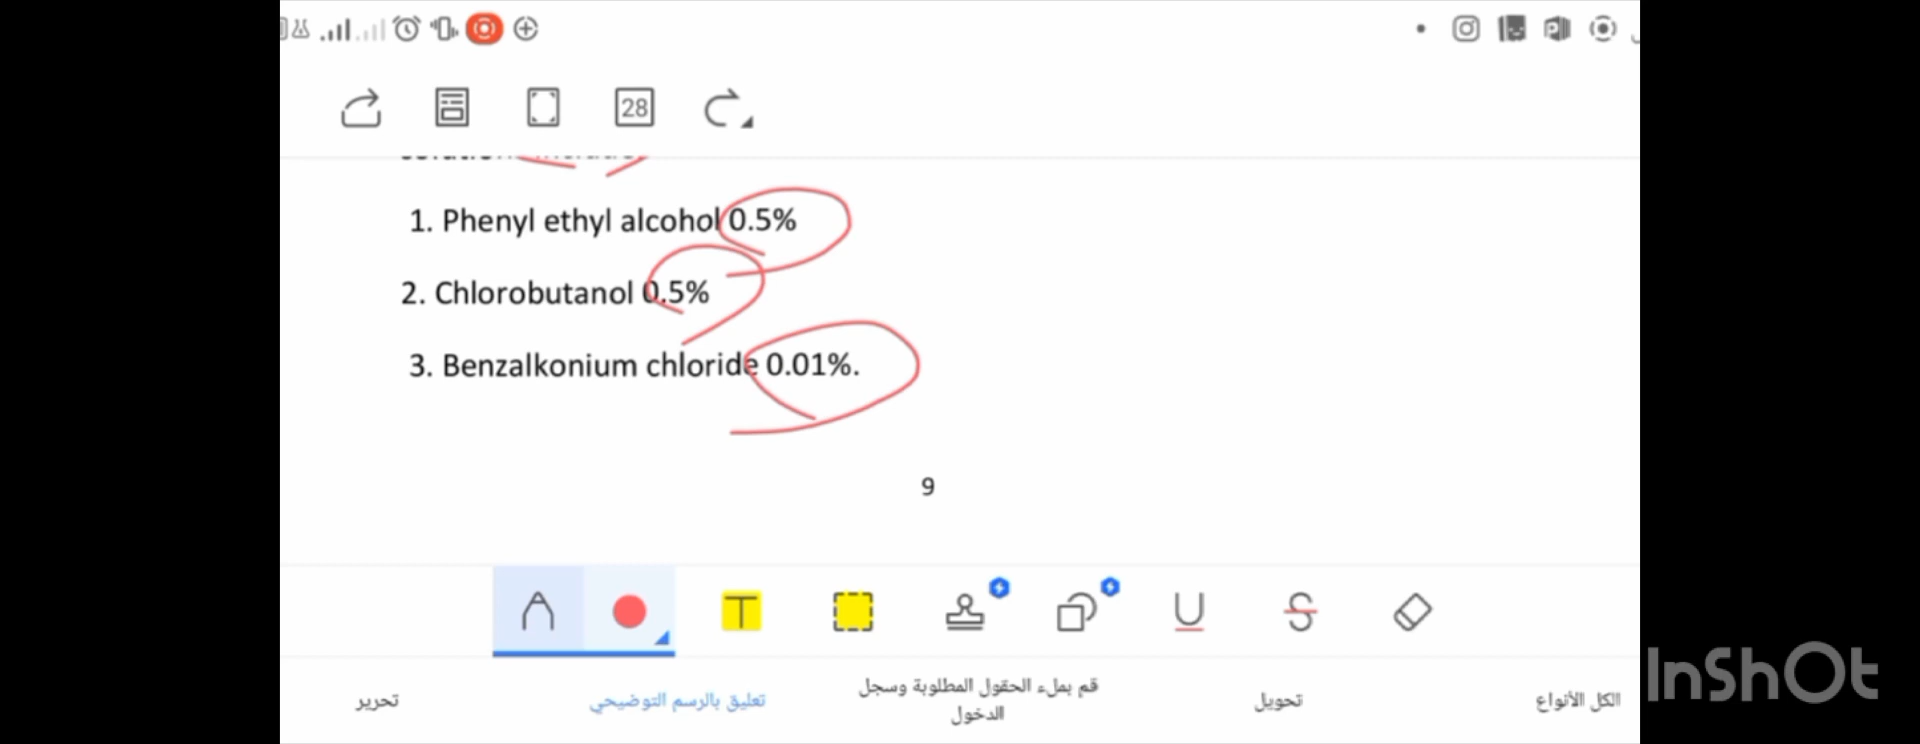 28
1. Phenyl ethyl alcohol 0.5%
2. Chlorobutanol 0.5%
3. Benzalkonium chloride 0.01%.
9
T
U
S
الكل الأنواع
تحويل
قم بملء الحقول المطلوبة وسجل
الدخول
تعليق بالرسم التوضيحي
تحرير
InShOt